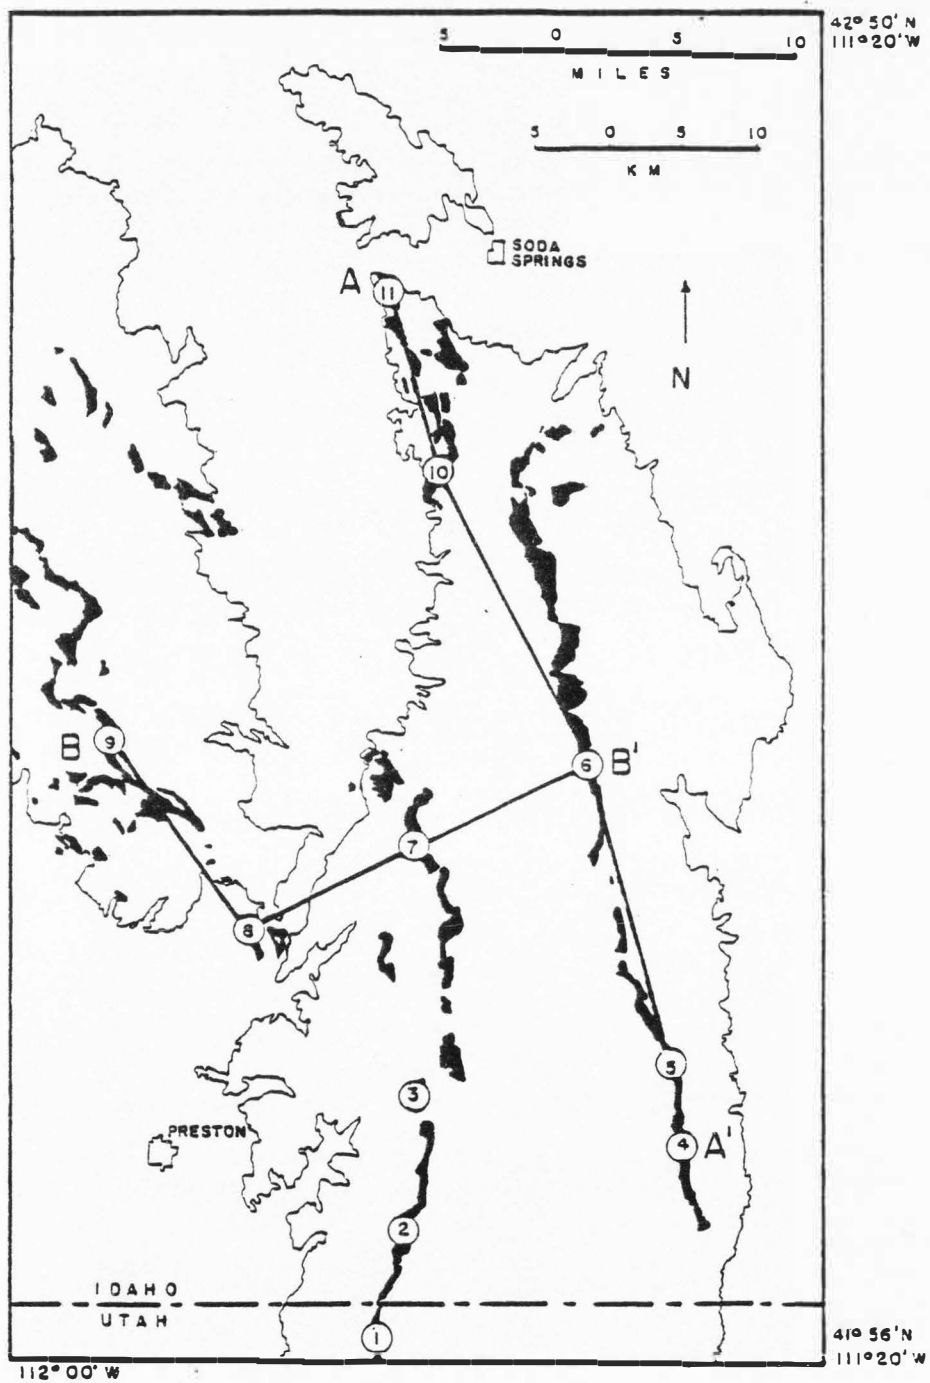 42° 50' N
111° 20' W
5 0 5 10
MILES
5 0 5 10
KM
SODA
SPRINGS
A
11
N
10
B
9
6
B'
7
8
5
3
4
A'
PRESTON
2
IDAHO
UTAH
1
41° 56' N
111° 20' W
112° 00' W